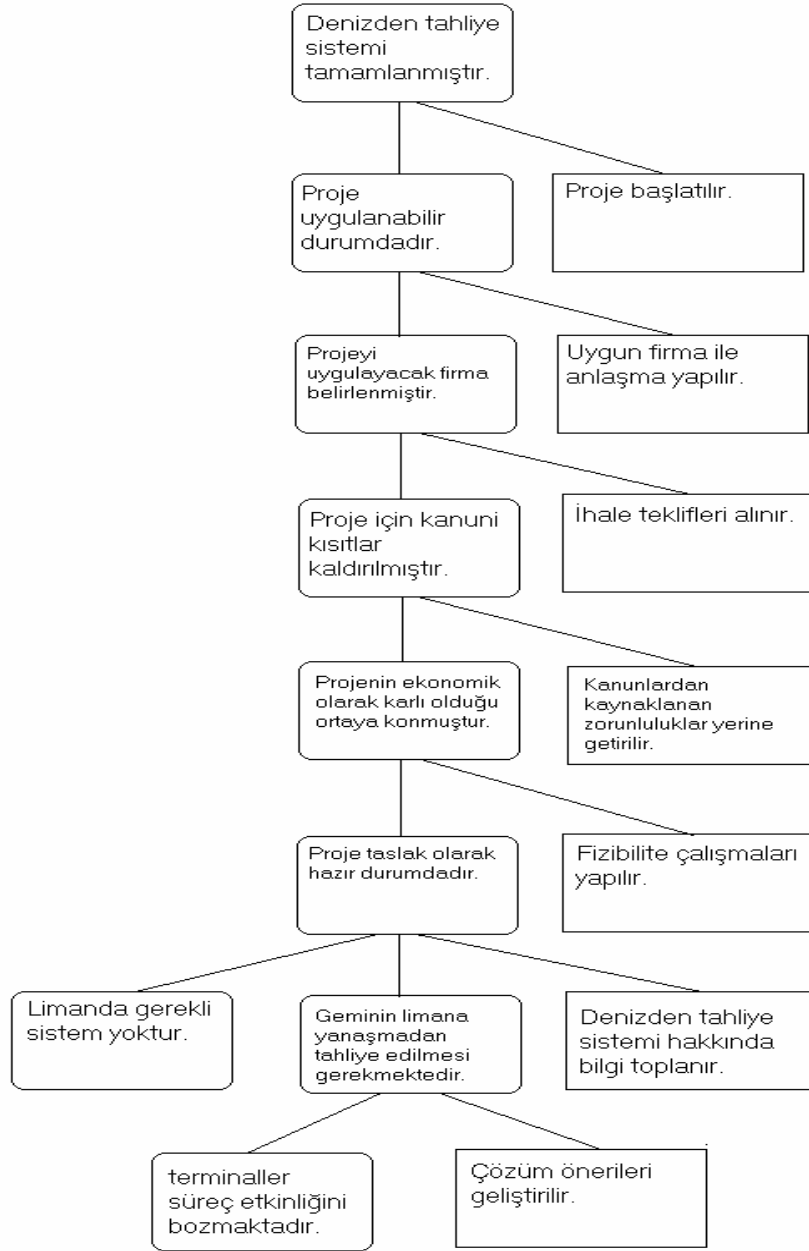 Denizden tahliye
sistemi
tamamlanmıştır.
Proje
uygulanabilir
durumdadır.
Proje başlatılır.
Projeyi
uygulayacak firma
belirlenmiştir.
Uygun firma ile
anlaşma yapılır.
Proje için kanuni
kısıtlar
kaldırılmıştır.
İhale teklifleri alınır.
Projenin ekonomik
olarak karlı olduğu
ortaya konmuştur.
Kanunlardan
kaynaklanan
zorunluluklar yerine
getirilir.
Proje taslak olarak
hazır durumdadır.
Fizibilite çalışmaları
yapılır.
Limanda gerekli
sistem yoktur.
Geminin limana
yanaşmadan
tahliye edilmesi
gerekmektedir.
Denizden tahliye
sistemi hakkında
bilgi toplanır.
terminaller
süreç etkinliğini
bozmaktadır.
Çözüm önerileri
geliştirilir.